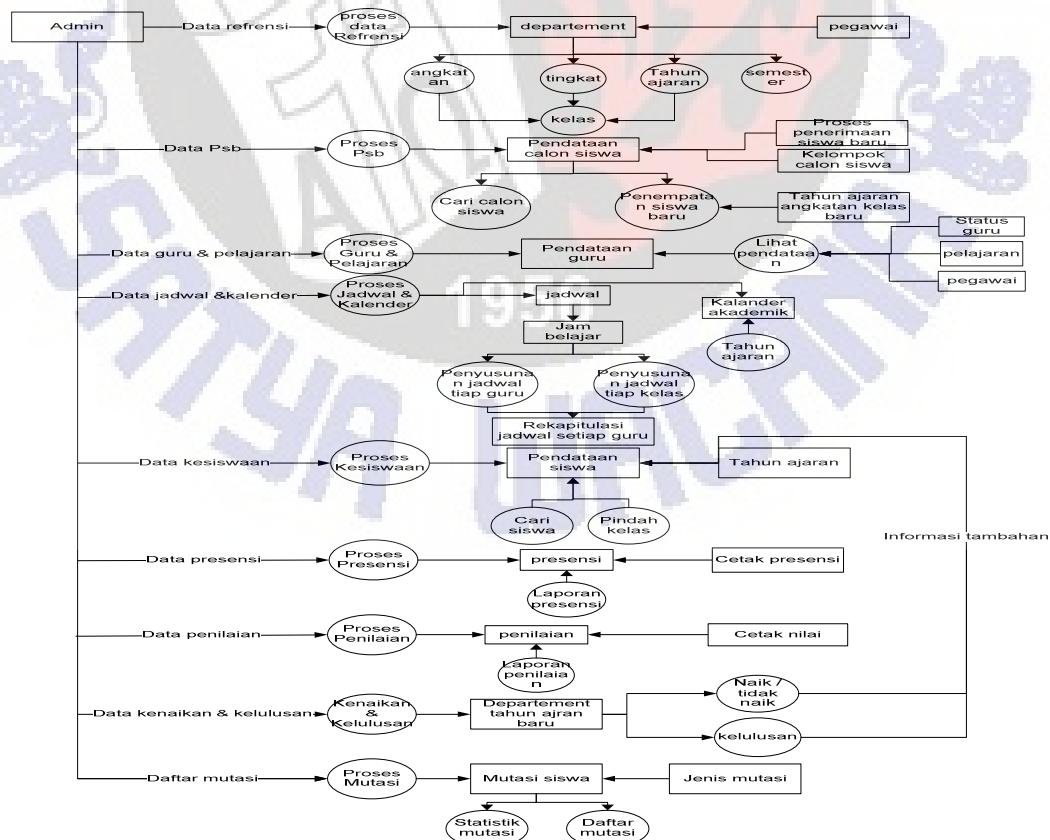 Admin
Data refrensi
proses
data
Refrensi
departement
pegawai
angkat
an
tingkat
Tahun
ajaran
semest
er
kelas
Data Psb
Proses
Psb
Pendataan
calon siswa
Proses
penerimaan
siswa baru
Kelompok
calon siswa
Cari calon
siswa
Penempata
n siswa
baru
Tahun ajaran
angkatan kelas
baru
Data guru & pelajaran
Proses
Guru &
Pelajaran
Pendataan
guru
Lihat
pendataa
n
Status
guru
pelajaran
pegawai
Data jadwal &kalender
Proses
Jadwal &
Kalender
jadwal
Kalander
akademik
Jam
belajar
Tahun
ajaran
Penyusuna
n jadwal
tiap guru
Penyusuna
n jadwal
tiap kelas
Rekapitulasi
jadwal setiap guru
Data kesiswaan
Proses
Kesiswaan
Pendataan
siswa
Tahun ajaran
Cari
siswa
Pindah
kelas
Informasi tambahan
Data presensi
Proses
Presensi
presensi
Cetak presensi
Laporan
presensi
Data penilaian
Proses
Penilaian
penilaian
Cetak nilai
Laporan
penilaia
n
Data kenaikan & kelulusan
Kenaikan
&
Kelulusan
Departement
tahun ajran
baru
Naik /
tidak
naik
kelulusan
Daftar mutasi
Proses
Mutasi
Mutasi siswa
Jenis mutasi
Statistik
mutasi
Daftar
mutasi
SATYA WACANA